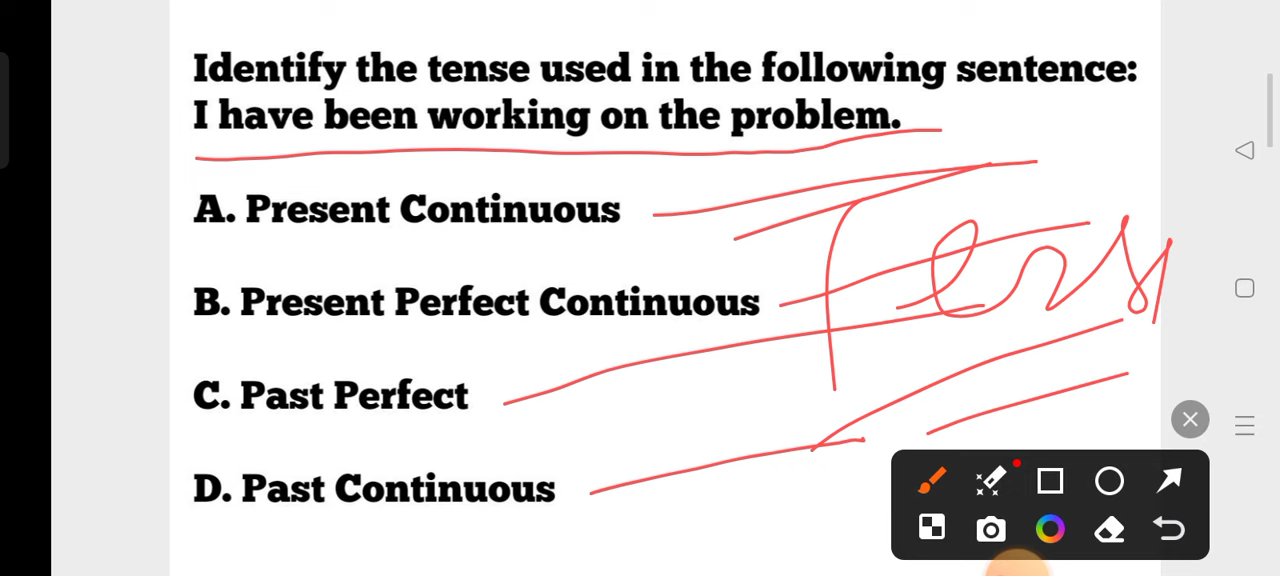 Identify the tense used in the following sentence:
I have been working on the problem.
A. Present Continuous
B. Present Perfect Continuous
C. Past Perfect
D. Past Continuous
Tens